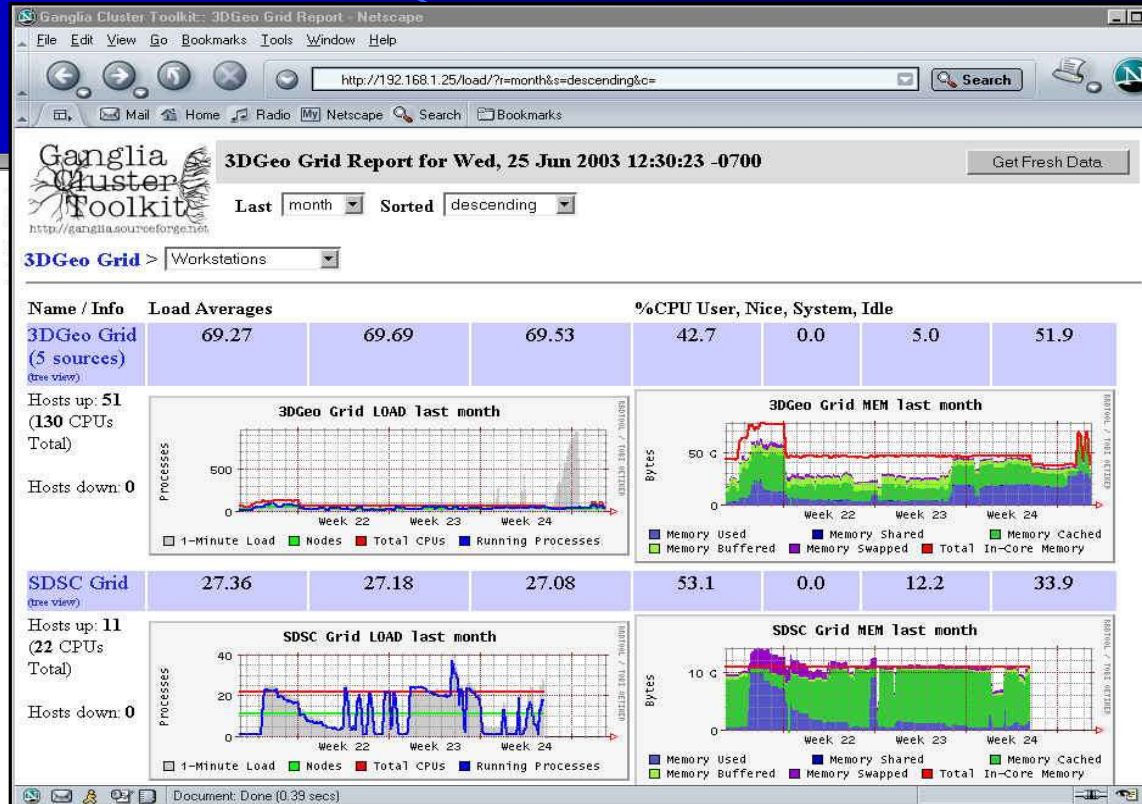 Ganglia Cluster Toolkit:: 3DGeo Grid Report - Netscape
File Edit View Go Bookmarks Tools Window Help
http://192.168.1.25/load/?r=month&s=descending&c=
Search
Mail Home Radio My Netscape Search Bookmarks
Ganglia
Cluster
Toolkit
http://ganglia.sourceforge.net
3DGeo Grid Report for Wed, 25 Jun 2003 12:30:23 -0700
Get Fresh Data
Last month Sorted descending
3DGeo Grid > Workstations
Name / Info Load Averages %CPU User, Nice, System, Idle
3DGeo Grid
(5 sources)
(tree view)
69.27 69.69 69.53 42.7 0.0 5.0 51.9
Hosts up: 51
(130 CPUs
Total)
Hosts down: 0
3DGeo Grid LOAD last month
Processes
500
0
Week 22 Week 23 Week 24
1-Minute Load Nodes Total CPUs Running Processes
RRDTOOL / TOBI OETIKER
3DGeo Grid MEM last month
Bytes
50 G
0
Week 22 Week 23 Week 24
Memory Used Memory Shared Memory Cached
Memory Buffered Memory Swapped Total In-Core Memory
RRDTOOL / TOBI OETIKER
SDSC Grid
(tree view)
27.36 27.18 27.08 53.1 0.0 12.2 33.9
Hosts up: 11
(22 CPUs
Total)
Hosts down: 0
SDSC Grid LOAD last month
Processes
40
20
0
Week 22 Week 23 Week 24
1-Minute Load Nodes Total CPUs Running Processes
RRDTOOL / TOBI OETIKER
SDSC Grid MEM last month
Bytes
10 G
0
Week 22 Week 23 Week 24
Memory Used Memory Shared Memory Cached
Memory Buffered Memory Swapped Total In-Core Memory
RRDTOOL / TOBI OETIKER
Document: Done (0.39 secs)